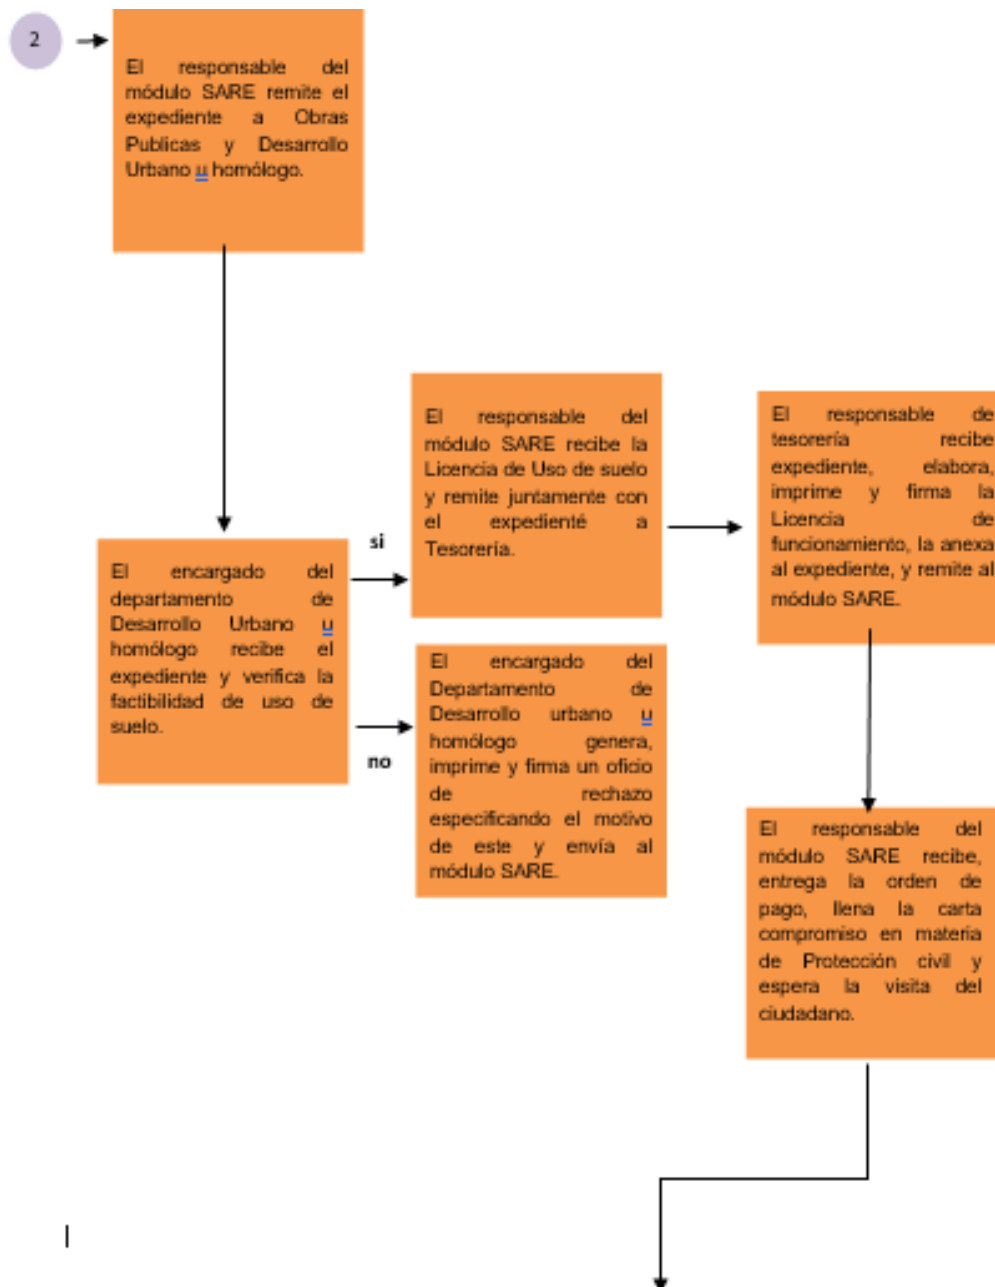 2
El responsable del
módulo SARE remite el
expediente a Obras
Publicas y Desarrollo
Urbano u homólogo.
El encargado del
departamento de
Desarrollo Urbano u
homólogo recibe el
expediente y verifica la
factibilidad de uso de
suelo.
si
El responsable del
módulo SARE recibe la
Licencia de Uso de suelo
y remite juntamente con
el expedienté a
Tesorería.
El responsable de
tesorería recibe
expediente, elabora,
imprime y firma la
Licencia de
funcionamiento, la anexa
al expediente, y remite al
módulo SARE.
no
El encargado del
Departamento de
Desarrollo urbano u
homólogo genera,
imprime y firma un oficio
de rechazo
especificando el motivo
de este y envía al
módulo SARE.
El responsable del
módulo SARE recibe,
entrega la orden de
pago, llena la carta
compromiso en materia
de Protección civil y
espera la visita del
ciudadano.